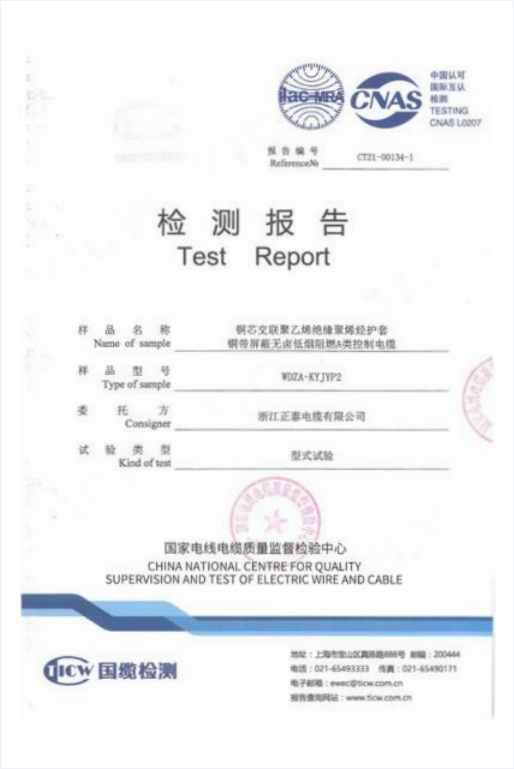 ilac-MRA
CNAS
中国认可
国际互认
检测
TESTING
CNAS L0207
报告编号
Reference№
CT21-00134-1
检测报告
Test Report
样品名称
Name of sample
铜芯交联聚乙烯绝缘聚烯烃护套
铜带屏蔽无卤低烟阻燃A类控制电缆
样品型号
Type of sample
WDZA-KYJYP2
委托方
Consigner
浙江正泰电缆有限公司
试验类型
Kind of test
型式试验
国家电线电缆质量监督检验中心
CHINA NATIONAL CENTRE FOR QUALITY
SUPERVISION AND TEST OF ELECTRIC WIRE AND CABLE
TICW 国缆检测
地址：上海市宝山区真陈路888号 邮编：200444
电话：021-65493333 传真：021-65490171
电子邮箱：ewec@ticw.com.cn
报告查询网站：www.ticw.com.cn